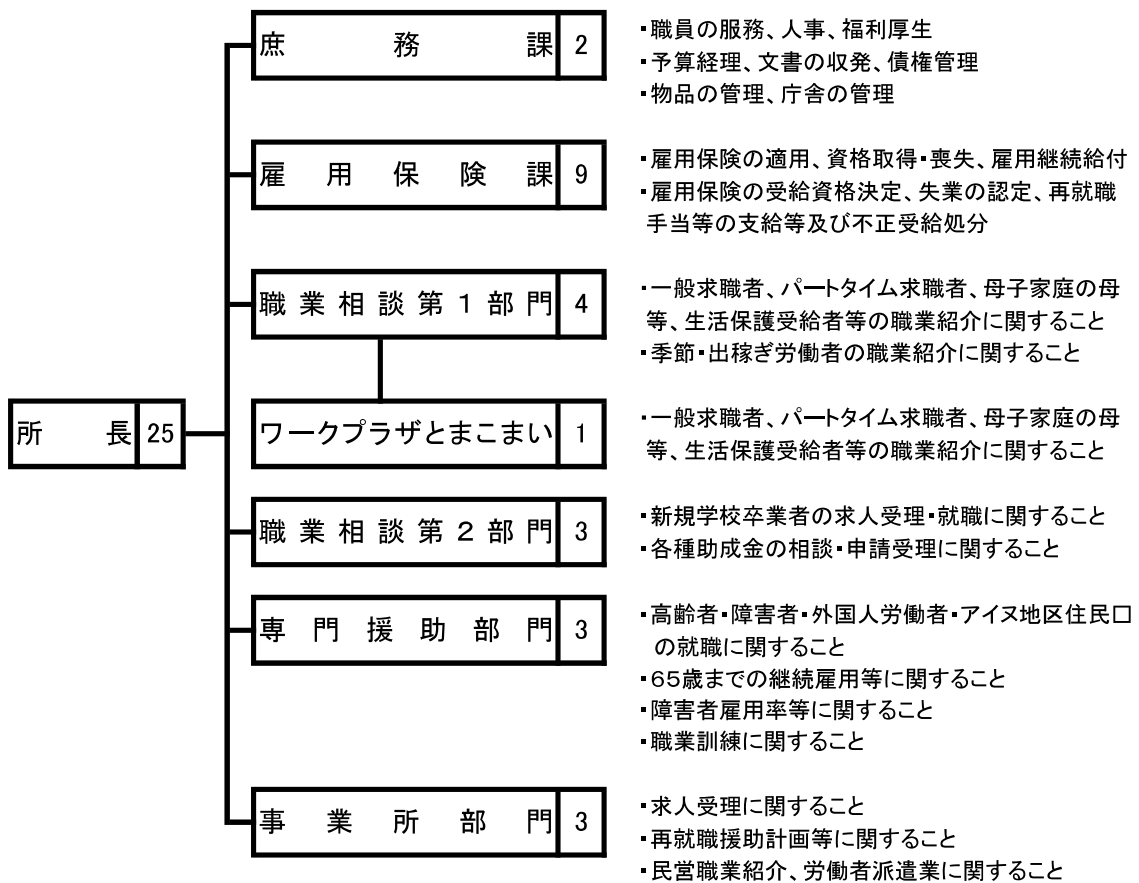 庶務課 2
・職員の服務、人事、福利厚生
・予算経理、文書の収発、債権管理
・物品の管理、庁舎の管理
雇用保険課 9
・雇用保険の適用、資格取得・喪失、雇用継続給付
・雇用保険の受給資格決定、失業の認定、再就職
手当等の支給等及び不正受給処分
職業相談第1部門 4
・一般求職者、パートタイム求職者、母子家庭の母
等、生活保護受給者等の職業紹介に関すること
・季節・出稼ぎ労働者の職業紹介に関すること
所長 25
ワークプラザとまこまい 1
・一般求職者、パートタイム求職者、母子家庭の母
等、生活保護受給者等の職業紹介に関すること
職業相談第2部門 3
・新規学校卒業者の求人受理・就職に関すること
・各種助成金の相談・申請受理に関すること
専門援助部門 3
・高齢者・障害者・外国人労働者・アイヌ地区住民口
の就職に関すること
・65歳までの継続雇用等に関すること
・障害者雇用率等に関すること
・職業訓練に関すること
事業所部門 3
・求人受理に関すること
・再就職援助計画等に関すること
・民営職業紹介、労働者派遣業に関すること